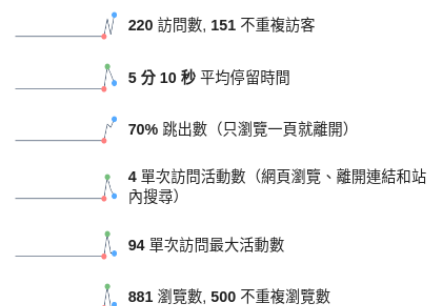 220 訪問數, 151 不重複訪客
5 分 10 秒 平均停留時間
70% 跳出數（只瀏覽一頁就離開）
4 單次訪問活動數（網頁瀏覽、離開連結和站
內搜尋）
94 單次訪問最大活動數
881 瀏覽數, 500 不重複瀏覽數